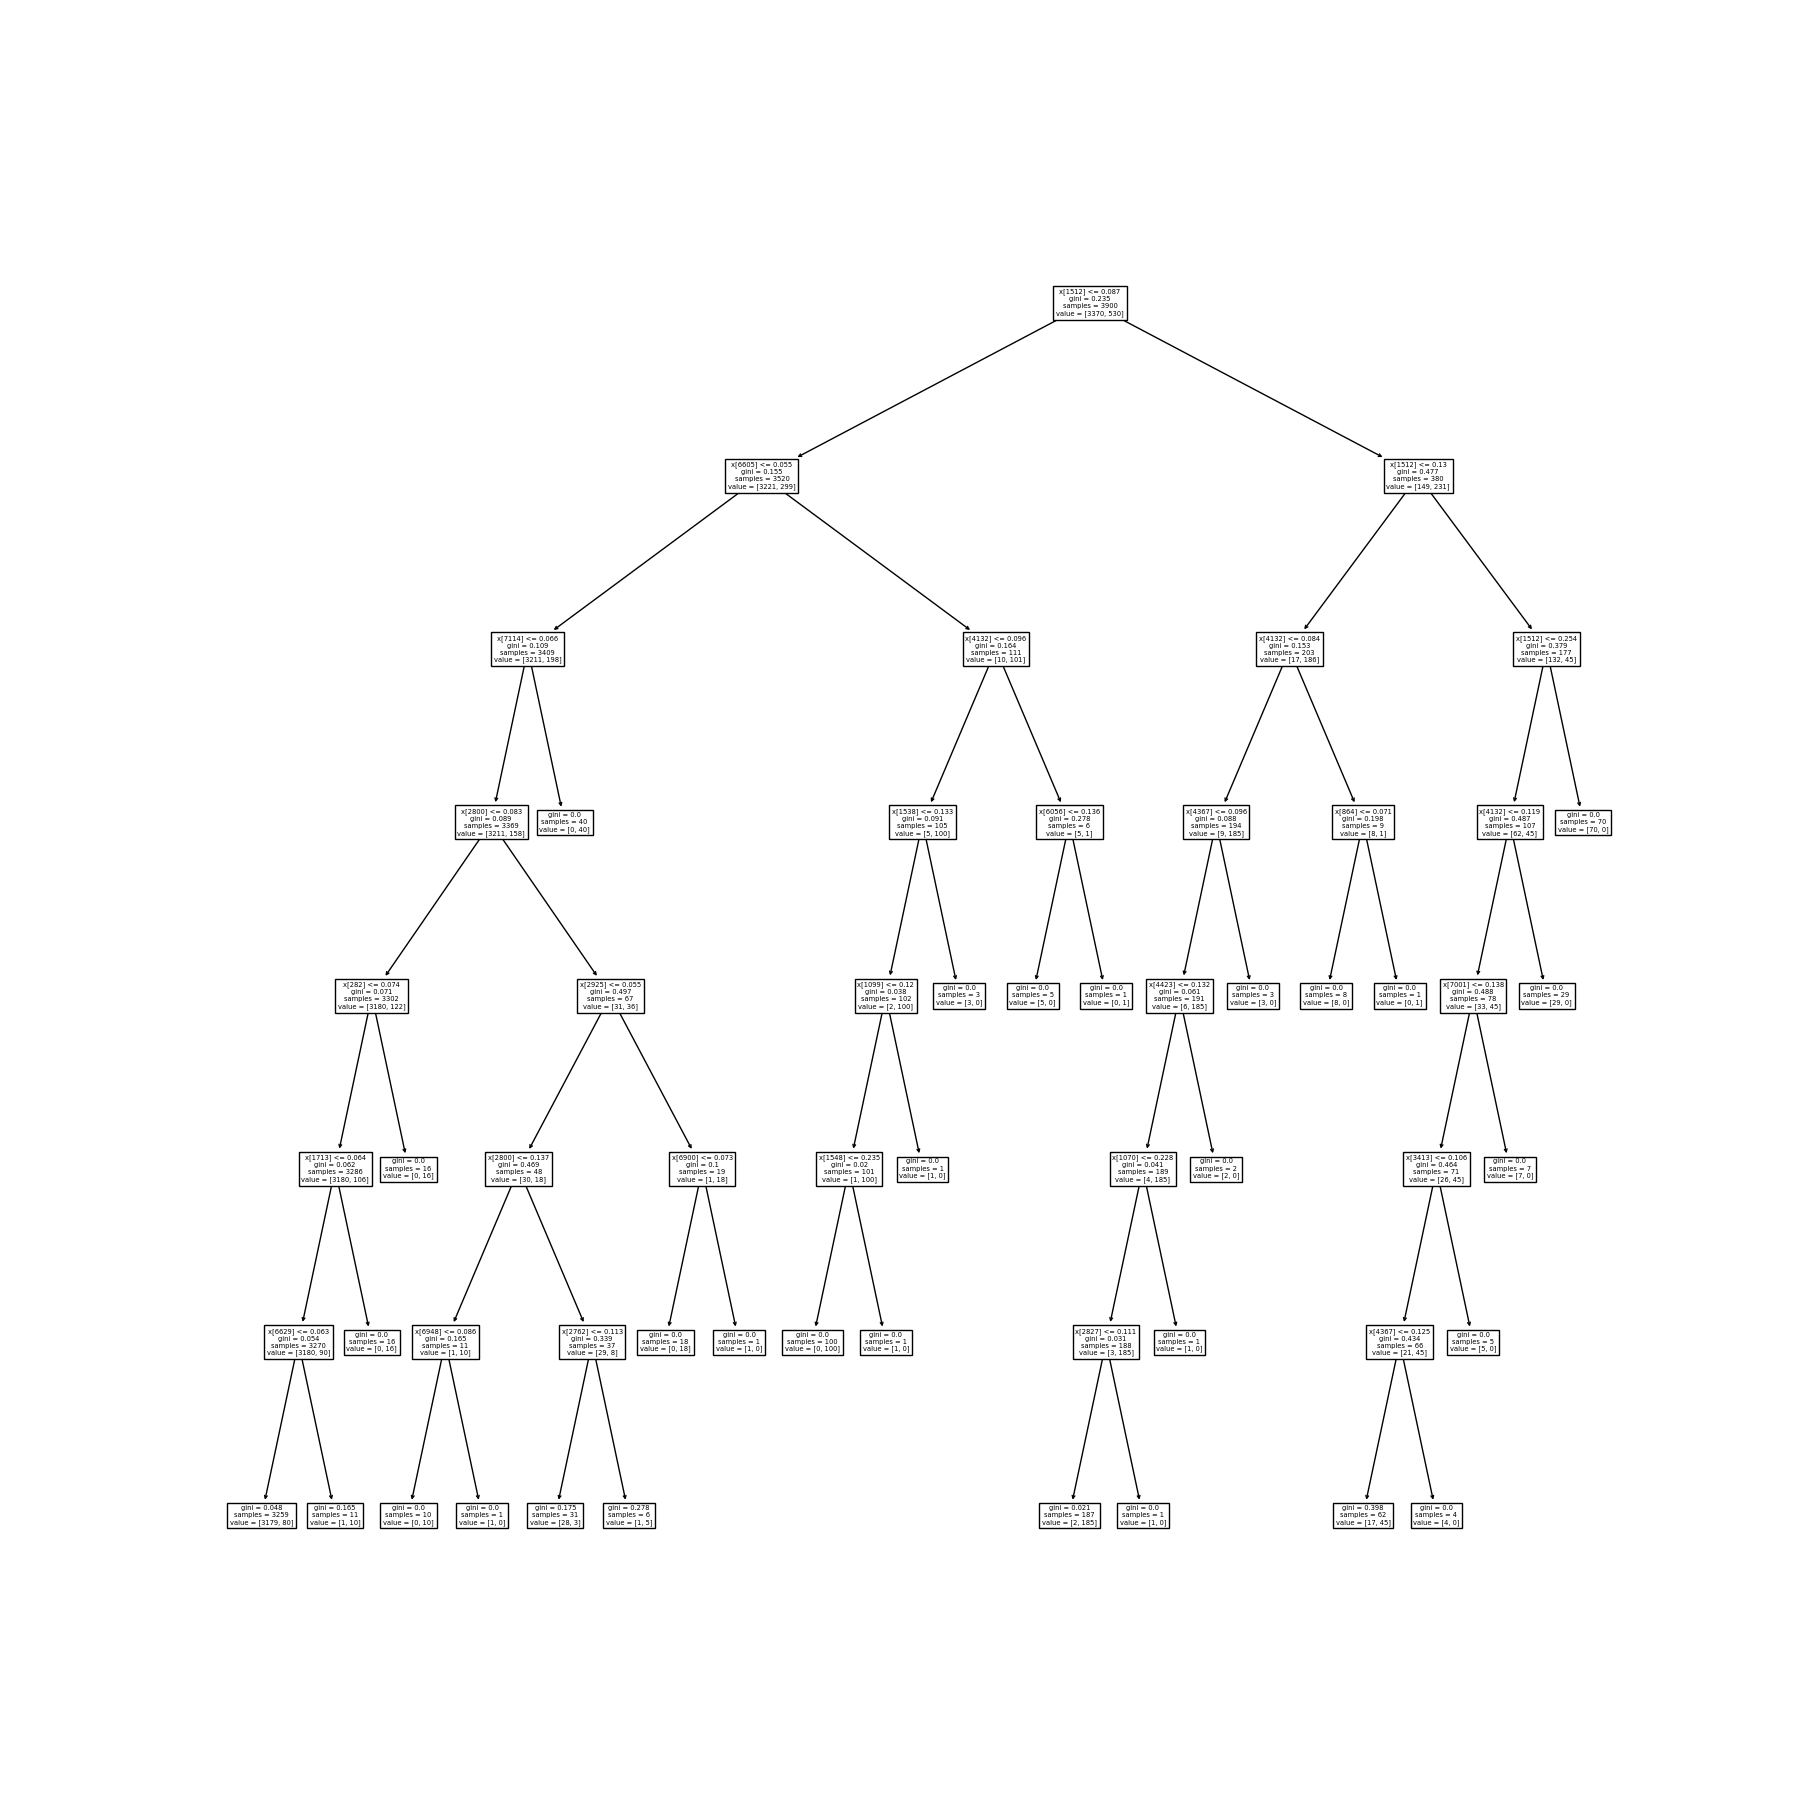 x[1512] <= 0.087
gini = 0.235
samples = 3900
value = [3370, 530]
x[6605] <= 0.055
gini = 0.155
samples = 3520
value = [3221, 299]
x[1512] <= 0.13
gini = 0.477
samples = 380
value = [149, 231]
x[7114] <= 0.066
gini = 0.109
samples = 3409
value = [3211, 198]
x[4132] <= 0.096
gini = 0.164
samples = 111
value = [10, 101]
x[4132] <= 0.084
gini = 0.153
samples = 203
value = [17, 186]
x[1512] <= 0.254
gini = 0.379
samples = 177
value = [132, 45]
x[2800] <= 0.083
gini = 0.089
samples = 3369
value = [3211, 158]
gini = 0.0
samples = 40
value = [0, 40]
x[1538] <= 0.133
gini = 0.091
samples = 105
value = [5, 100]
x[6056] <= 0.136
gini = 0.278
samples = 6
value = [5, 1]
x[4367] <= 0.096
gini = 0.088
samples = 194
value = [9, 185]
x[864] <= 0.071
gini = 0.198
samples = 9
value = [8, 1]
x[4132] <= 0.119
gini = 0.487
samples = 107
value = [62, 45]
gini = 0.0
samples = 70
value = [70, 0]
x[282] <= 0.074
gini = 0.071
samples = 3302
value = [3180, 122]
x[2925] <= 0.055
gini = 0.497
samples = 67
value = [31, 36]
x[1099] <= 0.12
gini = 0.038
samples = 102
value = [2, 100]
gini = 0.0
samples = 3
value = [3, 0]
gini = 0.0
samples = 5
value = [5, 0]
gini = 0.0
samples = 1
value = [0, 1]
x[4423] <= 0.132
gini = 0.061
samples = 191
value = [6, 185]
gini = 0.0
samples = 3
value = [3, 0]
gini = 0.0
samples = 8
value = [8, 0]
gini = 0.0
samples = 1
value = [0, 1]
x[7001] <= 0.138
gini = 0.488
samples = 78
value = [33, 45]
gini = 0.0
samples = 29
value = [29, 0]
x[1713] <= 0.064
gini = 0.062
samples = 3286
value = [3180, 106]
gini = 0.0
samples = 16
value = [0, 16]
x[2800] <= 0.137
gini = 0.469
samples = 48
value = [30, 18]
x[6900] <= 0.073
gini = 0.1
samples = 19
value = [1, 18]
x[1548] <= 0.235
gini = 0.02
samples = 101
value = [1, 100]
gini = 0.0
samples = 1
value = [1, 0]
x[1070] <= 0.228
gini = 0.041
samples = 189
value = [4, 185]
gini = 0.0
samples = 2
value = [2, 0]
x[3413] <= 0.106
gini = 0.464
samples = 71
value = [26, 45]
gini = 0.0
samples = 7
value = [7, 0]
x[6629] <= 0.063
gini = 0.054
samples = 3270
value = [3180, 90]
gini = 0.0
samples = 16
value = [0, 16]
x[6948] <= 0.086
gini = 0.165
samples = 11
value = [1, 10]
x[2762] <= 0.113
gini = 0.339
samples = 37
value = [29, 8]
gini = 0.0
samples = 18
value = [0, 18]
gini = 0.0
samples = 1
value = [1, 0]
gini = 0.0
samples = 100
value = [0, 100]
gini = 0.0
samples = 1
value = [1, 0]
x[2827] <= 0.111
gini = 0.031
samples = 188
value = [3, 185]
gini = 0.0
samples = 1
value = [1, 0]
x[4367] <= 0.125
gini = 0.434
samples = 66
value = [21, 45]
gini = 0.0
samples = 5
value = [5, 0]
gini = 0.048
samples = 3259
value = [3179, 80]
gini = 0.165
samples = 11
value = [1, 10]
gini = 0.0
samples = 10
value = [0, 10]
gini = 0.0
samples = 1
value = [1, 0]
gini = 0.175
samples = 31
value = [28, 3]
gini = 0.278
samples = 6
value = [1, 5]
gini = 0.021
samples = 187
value = [2, 185]
gini = 0.0
samples = 1
value = [1, 0]
gini = 0.398
samples = 62
value = [17, 45]
gini = 0.0
samples = 4
value = [4, 0]